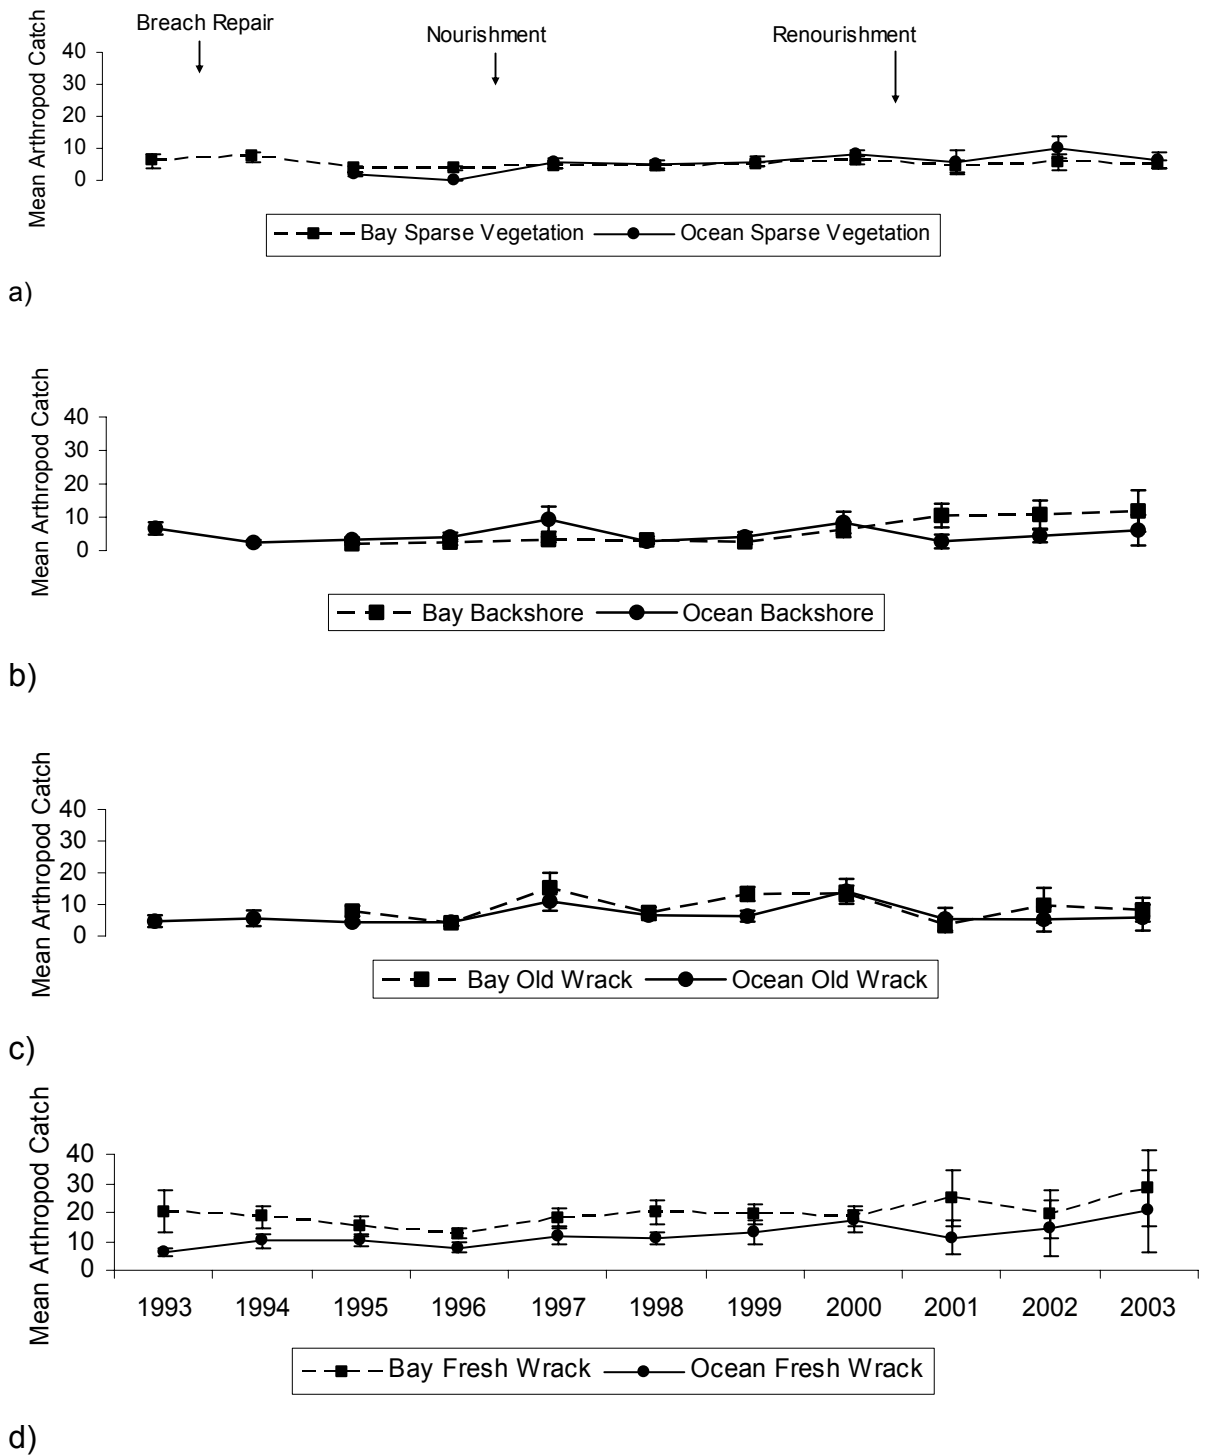 Breach Repair
Nourishment
Renourishment
Mean Arthropod Catch
40
30
20
10
0
Bay Sparse Vegetation Ocean Sparse Vegetation
a)
Mean Arthropod Catch
40
30
20
10
0
Bay Backshore Ocean Backshore
b)
Mean Arthropod Catch
40
30
20
10
0
Bay Old Wrack Ocean Old Wrack
c)
Mean Arthropod Catch
40
30
20
10
0
1993 1994 1995 1996 1997 1998 1999 2000 2001 2002 2003
Bay Fresh Wrack Ocean Fresh Wrack
d)